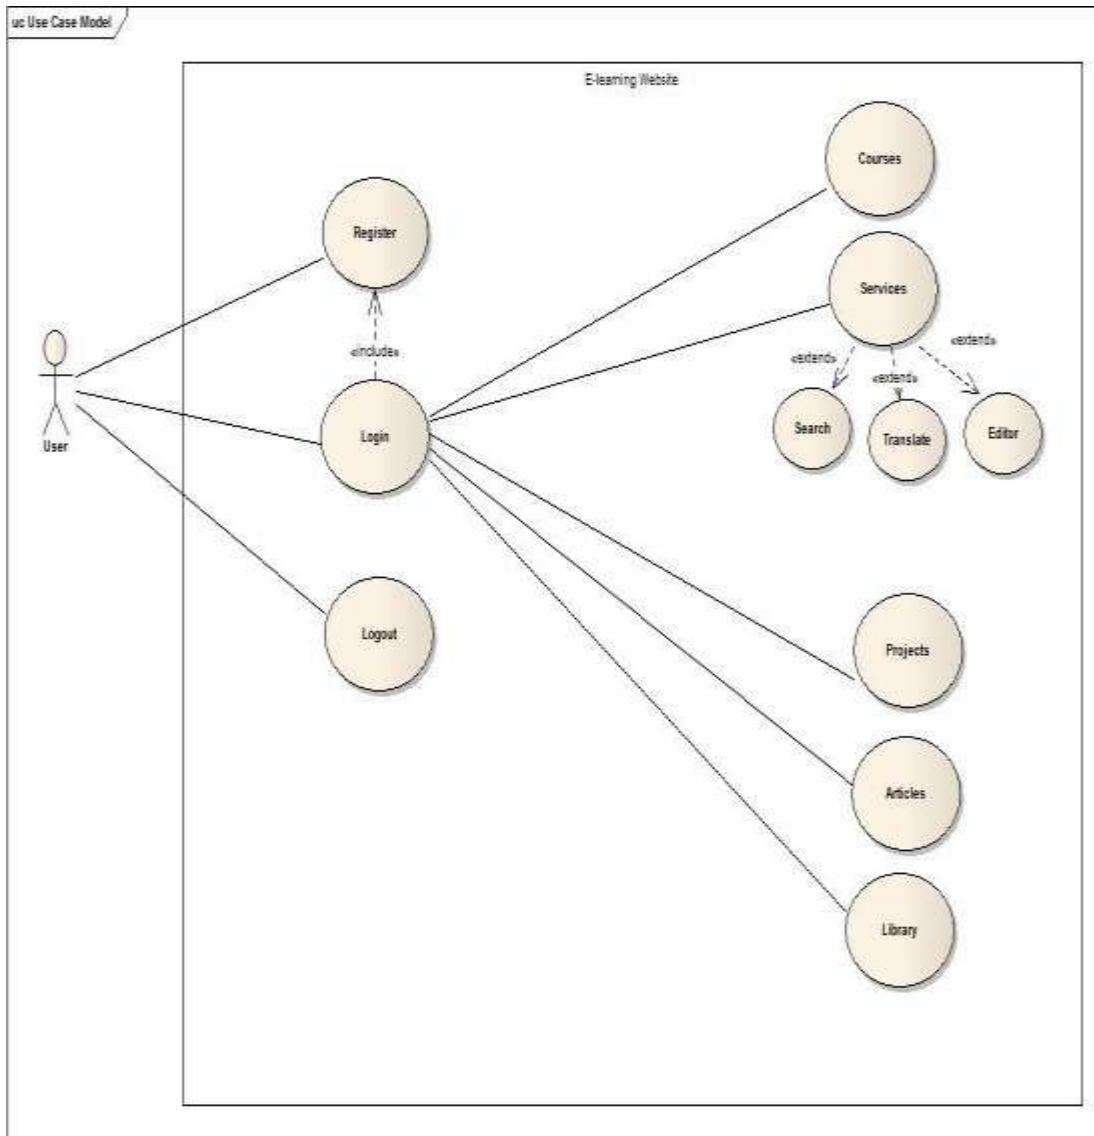 uc Use Case Model
E-learning Website
Courses
Register
Services
«include»
«extend»
«extend»
«extend»
User
Login
Search
Translate
Editor
Logout
Projects
Articles
Library